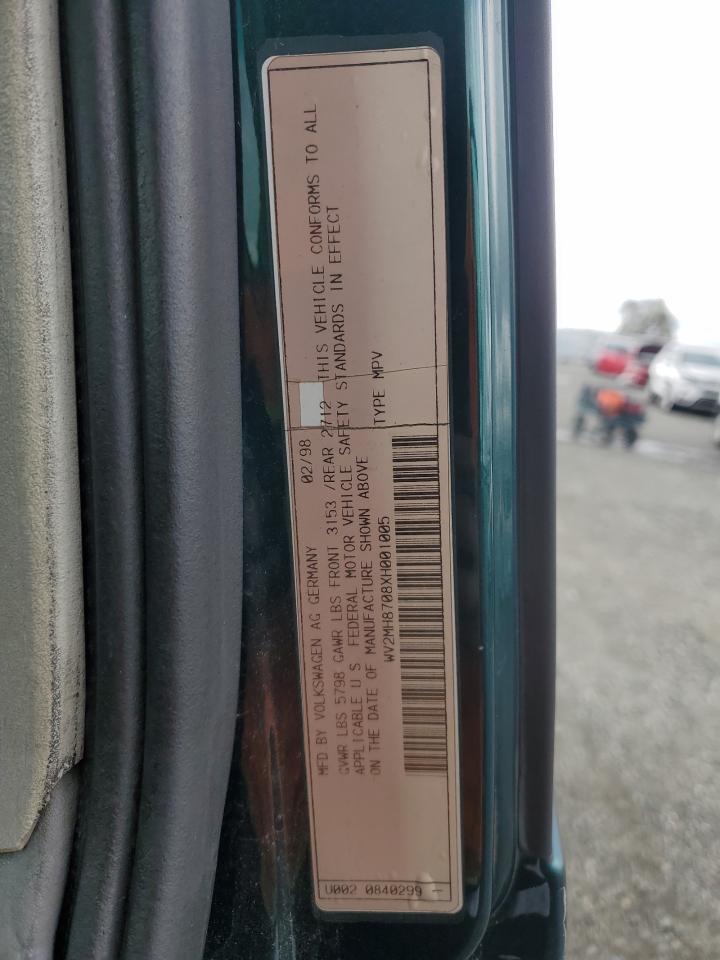 MFD BY VOLKSWAGEN AG GERMANY 02/98
GVWR LBS 5798 GAWR LBS FRONT 3153 /REAR 2712 THIS VEHICLE CONFORMS TO ALL
APPLICABLE U S FEDERAL MOTOR VEHICLE SAFETY STANDARDS IN EFFECT
ON THE DATE OF MANUFACTURE SHOWN ABOVE TYPE MPV
WV2MH8708XH001005
U002 0840299 –